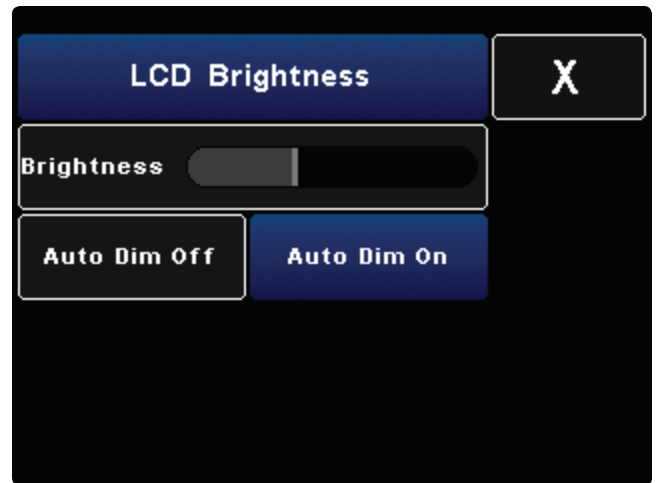 LCD Brightness
X
Brightness
Auto Dim Off
Auto Dim On